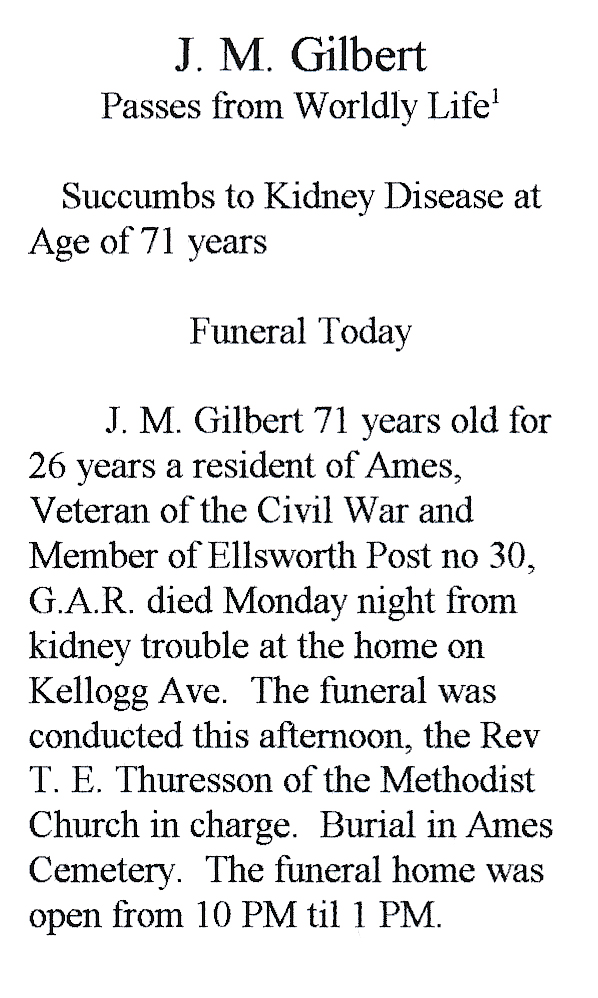 J. M. Gilbert
Passes from Worldly Life¹
Succumbs to Kidney Disease at
Age of 71 years
Funeral Today
J. M. Gilbert 71 years old for
26 years a resident of Ames,
Veteran of the Civil War and
Member of Ellsworth Post no 30,
G.A.R. died Monday night from
kidney trouble at the home on
Kellogg Ave.  The funeral was
conducted this afternoon, the Rev
T. E. Thuresson of the Methodist
Church in charge.  Burial in Ames
Cemetery.  The funeral home was
open from 10 PM til 1 PM.